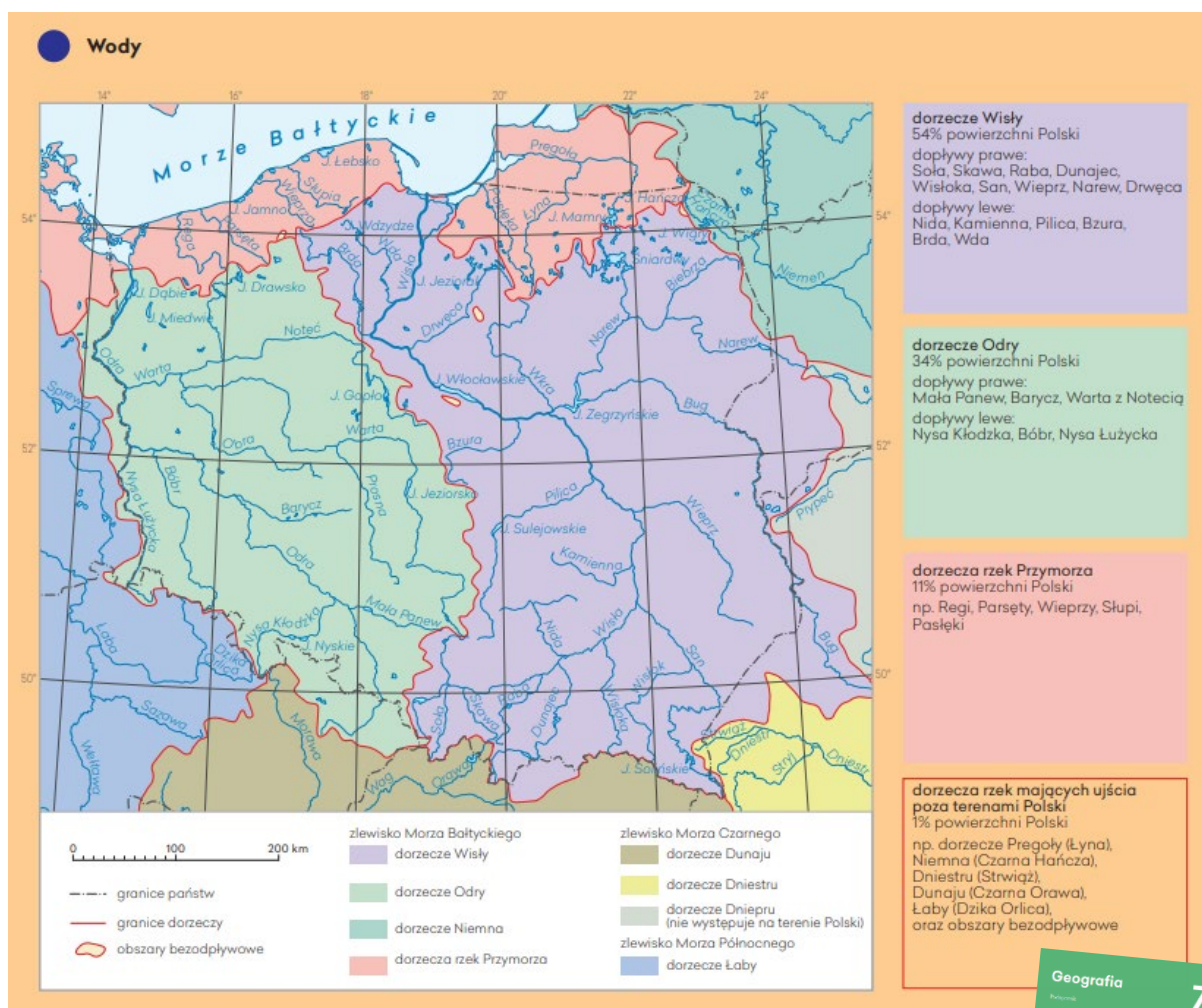 Wody
14°
16°
18°
20°
22°
24°
54°
54°
52°
52°
50°
50°
Morze Bałtyckie
J. Łebsko
Słupia
Wieprza
J. Jamno
Rega
Parsęta
Pregoła
Pasłęka
Łyna
J. Mamry
J. Hańcza
Czarna Hańcza
J. Wigry
Śniardwy
Biebrza
Niemen
J. Wdzydze
Brda
Wda
Wisła
J. Jeziorak
Drwęca
J. Dąbie
J. Miedwie
J. Drawsko
Noteć
Odra
Warta
Narew
Narew
Wkra
J. Włocławskie
J. Gopło
J. Zegrzyńskie
Bug
Sprewa
Warta
Obra
Bzura
Nysa Łużycka
Bóbr
Barycz
Prosna
J. Jeziorsko
Pilica
J. Sulejowskie
Wieprz
Prypeć
Odra
Kamienna
Mała Panew
Nysa Kłodzka
J. Nyskie
Łaba
Dzika Orlica
Nida
Wisła
San
Wisłok
Bug
Sazawa
Wełtawa
Morawa
Soła
Skawa
Raba
Dunajec
Wisłoka
Wag
Orawa
J. Solińskie
Strwiąż
Dniestr
Stryj
Dniestr
dorzecze Wisły
54% powierzchni Polski
dopływy prawe:
Soła, Skawa, Raba, Dunajec,
Wisłoka, San, Wieprz, Narew, Drwęca
dopływy lewe:
Nida, Kamienna, Pilica, Bzura,
Brda, Wda
dorzecze Odry
34% powierzchni Polski
dopływy prawe:
Mała Panew, Barycz, Warta z Notecią
dopływy lewe:
Nysa Kłodzka, Bóbr, Nysa Łużycka
dorzecza rzek Przymorza
11% powierzchni Polski
np. Regi, Parsęty, Wieprzy, Słupi,
Pasłęki
dorzecza rzek mających ujścia
poza terenami Polski
1% powierzchni Polski
np. dorzecze Pregoły (Łyna),
Niemna (Czarna Hańcza),
Dniestru (Strwiąż),
Dunaju (Czarna Orawa),
Łaby (Dzika Orlica),
oraz obszary bezodpływowe
0 100 200 km
granice państw
granice dorzeczy
obszary bezodpływowe
zlewisko Morza Bałtyckiego
dorzecze Wisły
dorzecze Odry
dorzecze Niemna
dorzecza rzek Przymorza
zlewisko Morza Czarnego
dorzecze Dunaju
dorzecze Dniestru
dorzecze Dniepru
(nie występuje na terenie Polski)
zlewisko Morza Północnego
dorzecze Łaby
Geografia